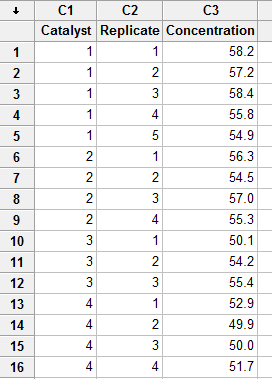 ↓ C1 C2 C3
Catalyst Replicate Concentration
1 1 1 58.2
2 1 2 57.2
3 1 3 58.4
4 1 4 55.8
5 1 5 54.9
6 2 1 56.3
7 2 2 54.5
8 2 3 57.0
9 2 4 55.3
10 3 1 50.1
11 3 2 54.2
12 3 3 55.4
13 4 1 52.9
14 4 2 49.9
15 4 3 50.0
16 4 4 51.7